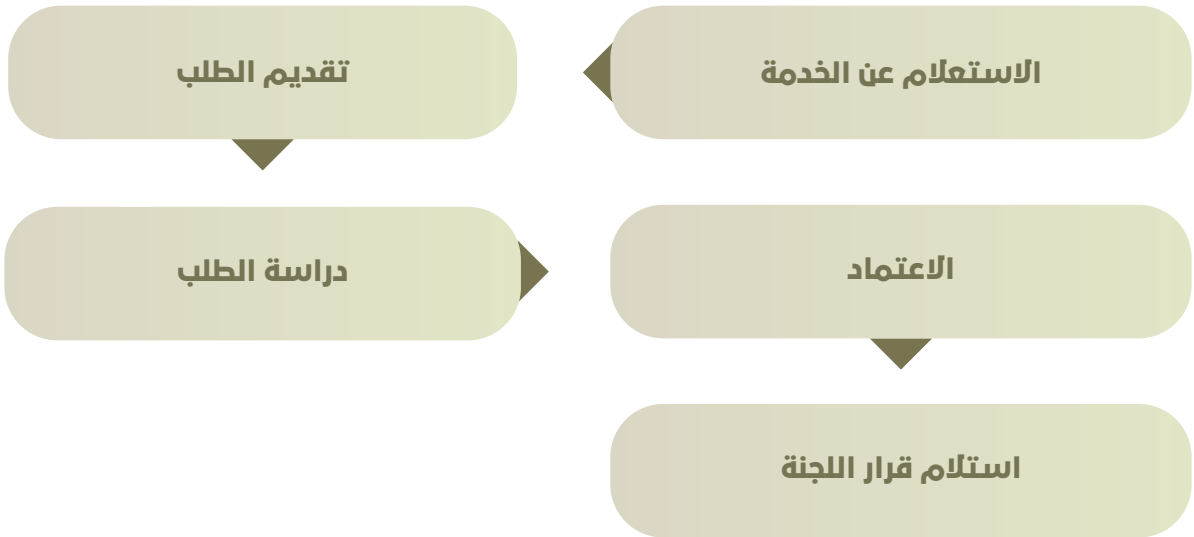 الاستعلام عن الخدمة
تقديم الطلب
دراسة الطلب
الاعتماد
استلام قرار اللجنة